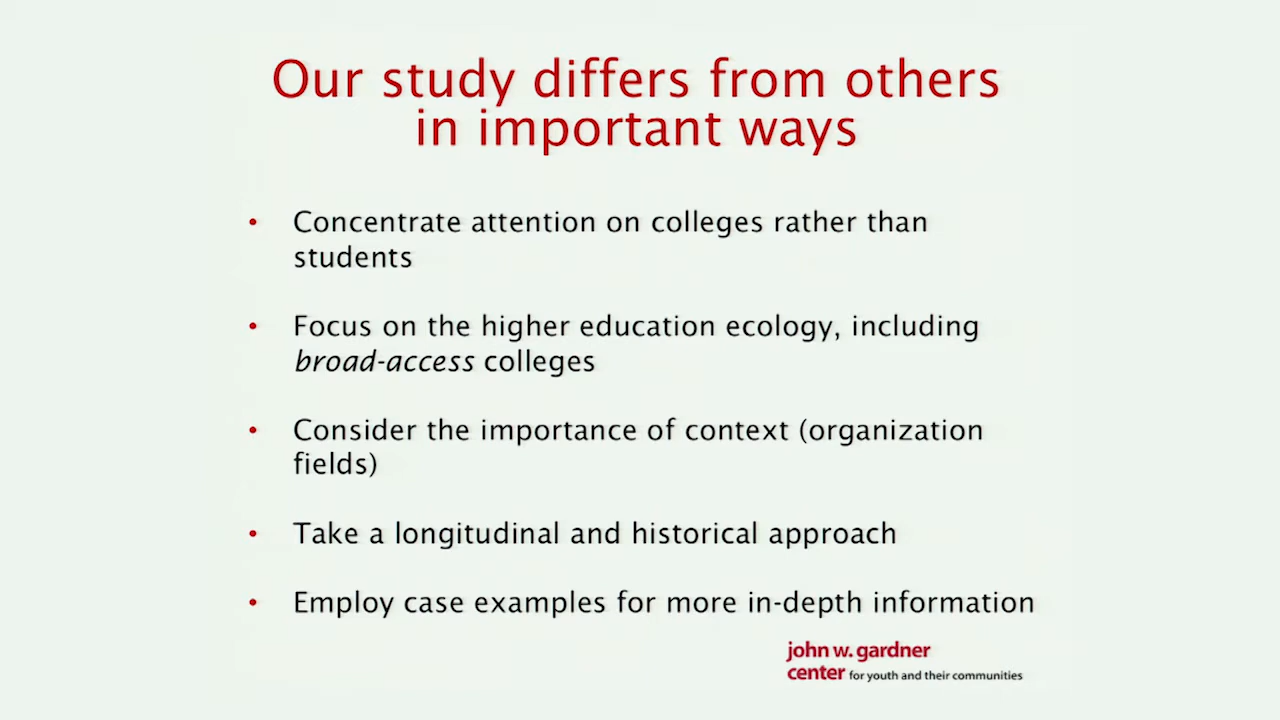 Our study differs from others
in important ways
• Concentrate attention on colleges rather than
students
• Focus on the higher education ecology, including
broad-access colleges
• Consider the importance of context (organization
fields)
• Take a longitudinal and historical approach
• Employ case examples for more in-depth information
john w. gardner
center for youth and their communities